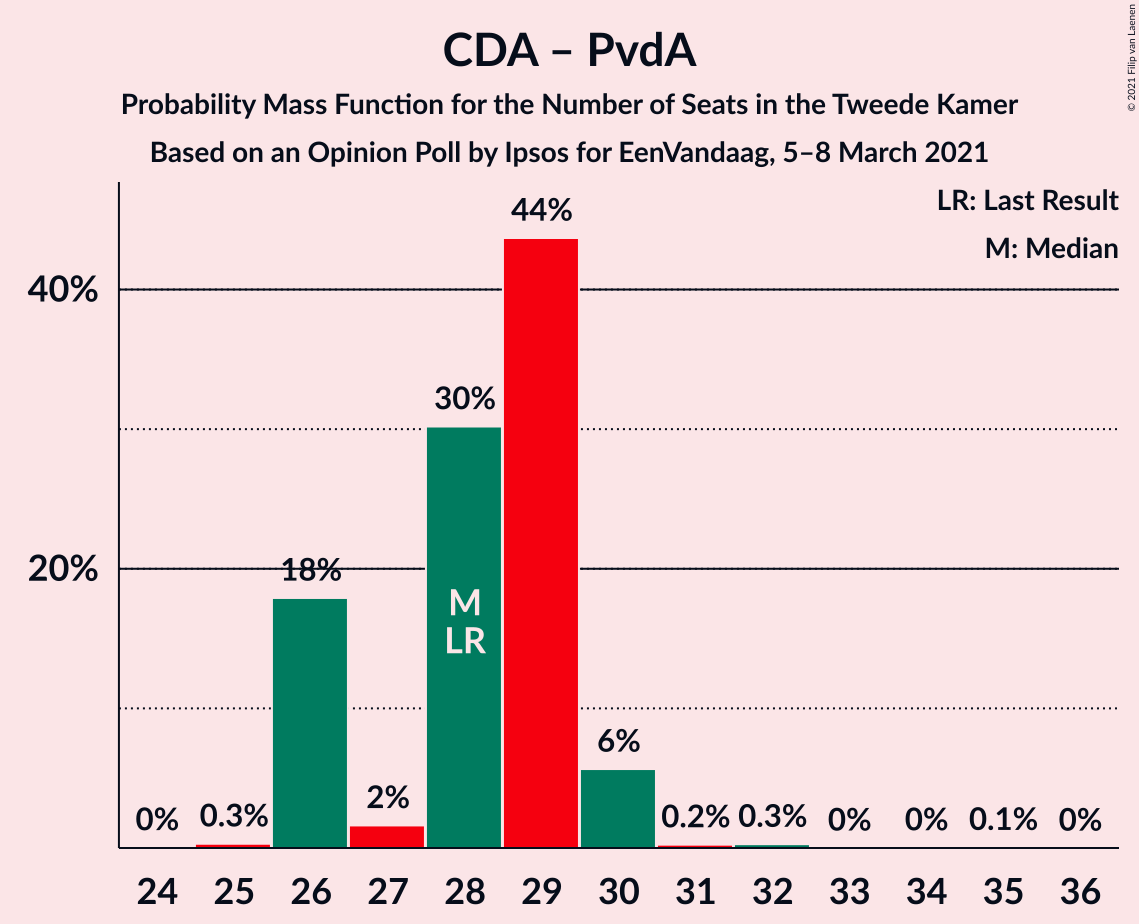 CDA – PvdA
Probability Mass Function for the Number of Seats in the Tweede Kamer
Based on an Opinion Poll by Ipsos for EenVandaag, 5–8 March 2021
© 2021 Filip van Laenen
LR: Last Result
M: Median
40%
20%
0%
0.3%
18%
2%
30%
44%
6%
0.2%
0.3%
0%
0%
0.1%
0%
M
LR
24 25 26 27 28 29 30 31 32 33 34 35 36